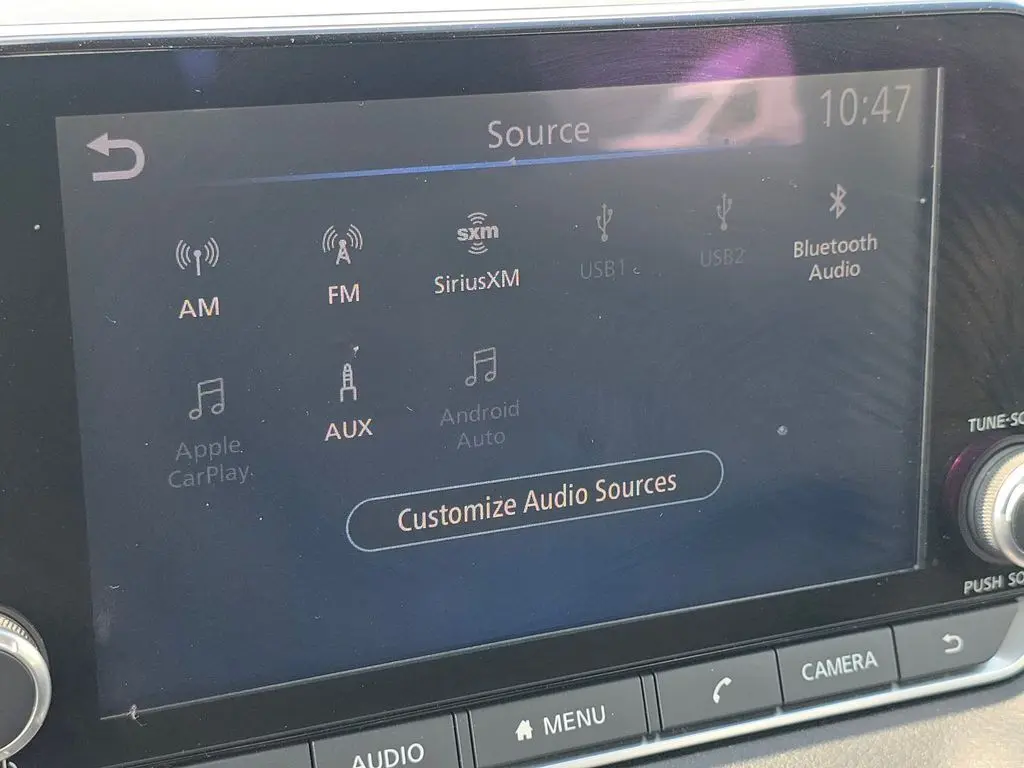 Source
10:47
AM
FM
sxm
SiriusXM
USB1
USB2
Bluetooth
Audio
Apple
CarPlay
AUX
Android
Auto
Customize Audio Sources
TUNE-SC
PUSH SO
AUDIO
MENU
CAMERA